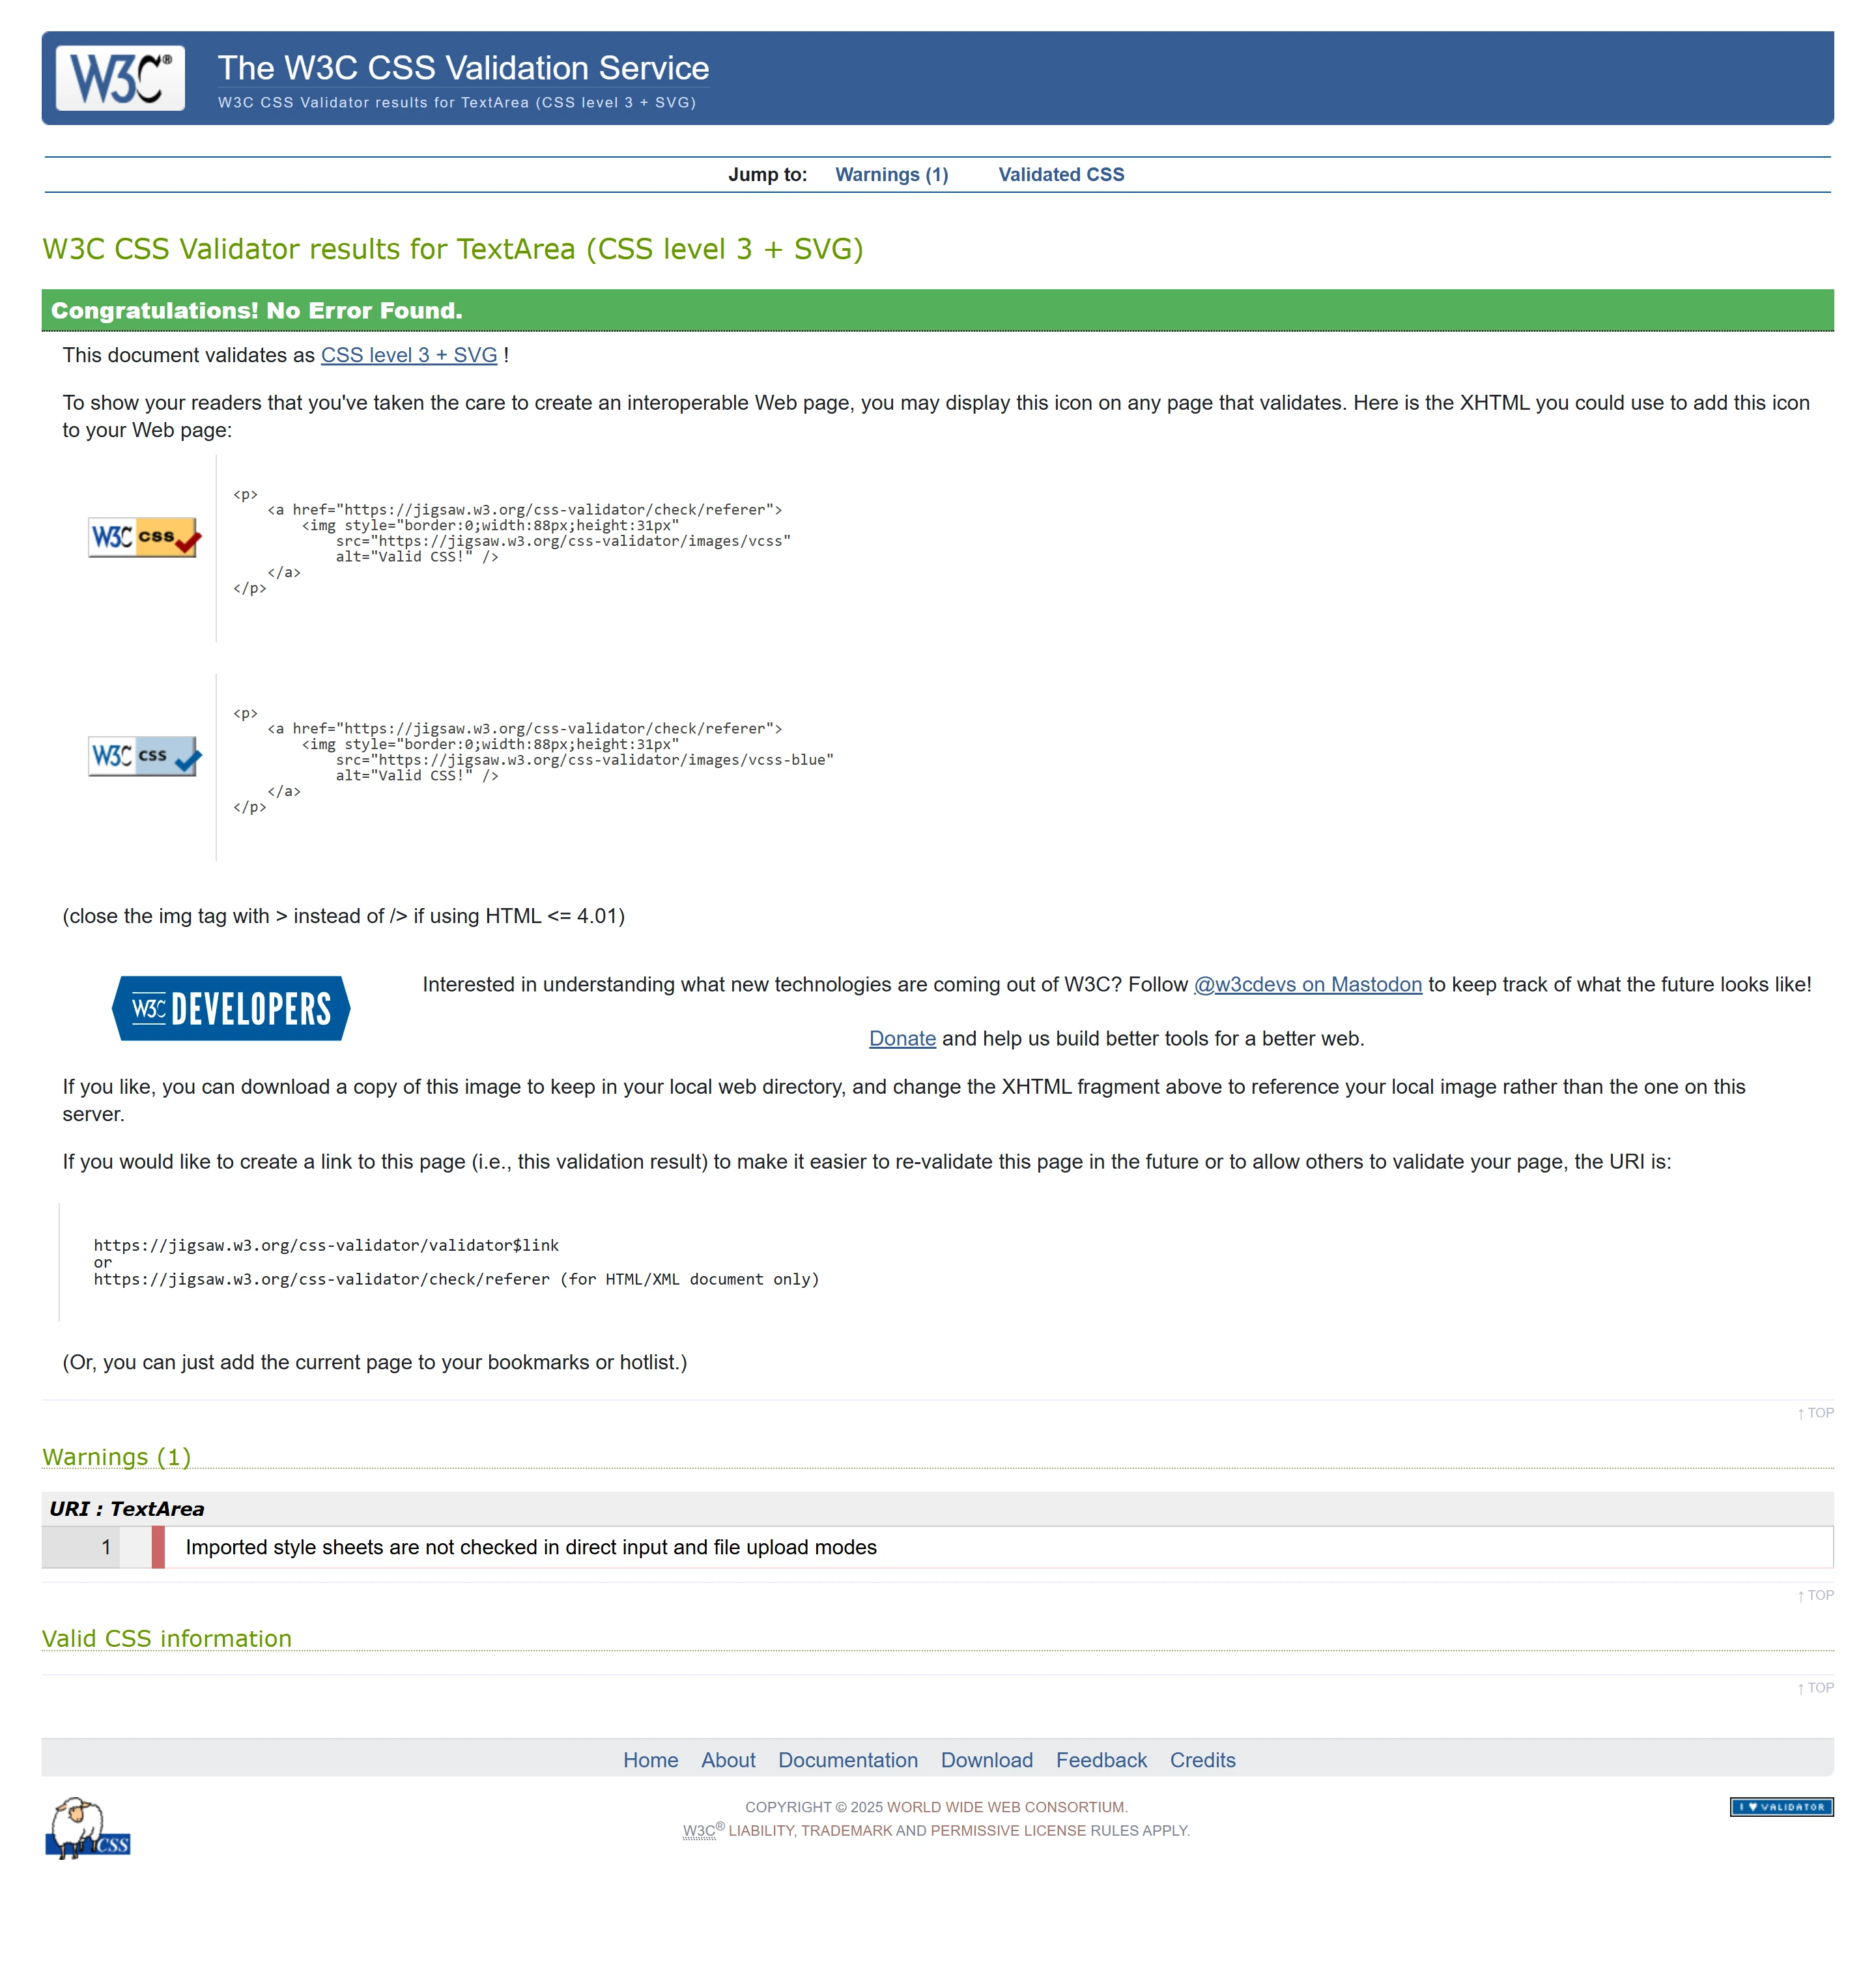 W3C®
The W3C CSS Validation Service
W3C CSS Validator results for TextArea (CSS level 3 + SVG)
Jump to: Warnings (1) Validated CSS
W3C CSS Validator results for TextArea (CSS level 3 + SVG)
Congratulations! No Error Found.
This document validates as CSS level 3 + SVG !
To show your readers that you've taken the care to create an interoperable Web page, you may display this icon on any page that validates. Here is the XHTML you could use to add this icon
to your Web page:
W3C css
<p>
    <a href="https://jigsaw.w3.org/css-validator/check/referer">
        <img style="border:0;width:88px;height:31px"
            src="https://jigsaw.w3.org/css-validator/images/vcss"
            alt="Valid CSS!" />
    </a>
</p>
W3C css
<p>
    <a href="https://jigsaw.w3.org/css-validator/check/referer">
        <img style="border:0;width:88px;height:31px"
            src="https://jigsaw.w3.org/css-validator/images/vcss-blue"
            alt="Valid CSS!" />
    </a>
</p>
(close the img tag with > instead of /> if using HTML <= 4.01)
W3C DEVELOPERS
Interested in understanding what new technologies are coming out of W3C? Follow @w3cdevs on Mastodon to keep track of what the future looks like!
Donate and help us build better tools for a better web.
If you like, you can download a copy of this image to keep in your local web directory, and change the XHTML fragment above to reference your local image rather than the one on this
server.
If you would like to create a link to this page (i.e., this validation result) to make it easier to re-validate this page in the future or to allow others to validate your page, the URI is:
https://jigsaw.w3.org/css-validator/validator$link
or
https://jigsaw.w3.org/css-validator/check/referer (for HTML/XML document only)
(Or, you can just add the current page to your bookmarks or hotlist.)
↑ TOP
Warnings (1)
URI : TextArea
1 Imported style sheets are not checked in direct input and file upload modes
↑ TOP
Valid CSS information
↑ TOP
Home About Documentation Download Feedback Credits
CSS
COPYRIGHT © 2025 WORLD WIDE WEB CONSORTIUM.
W3C® LIABILITY, TRADEMARK AND PERMISSIVE LICENSE RULES APPLY.
I ♥ VALIDATOR